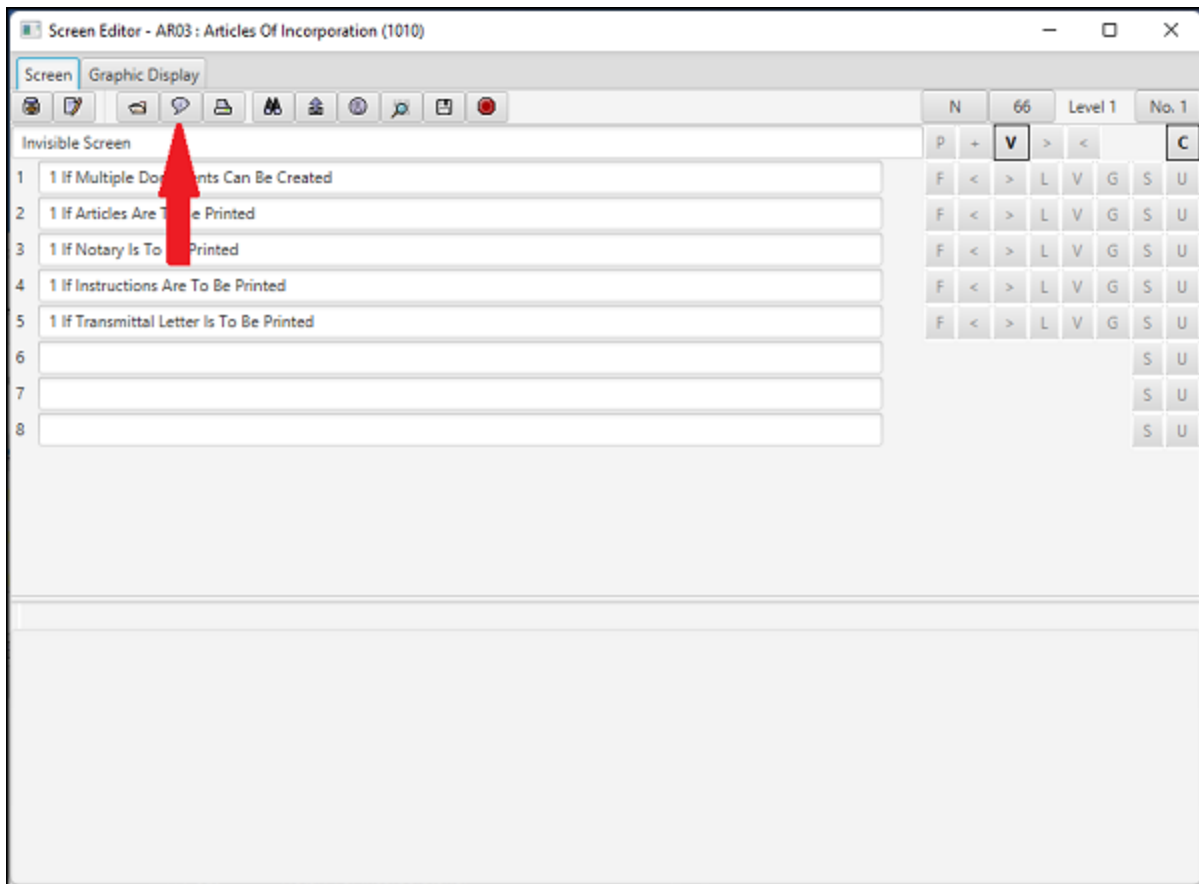 Screen Editor - AR03 : Articles Of Incorporation (1010)
Screen Graphic Display
N 66 Level 1 No. 1
Invisible Screen P + V > < C
1 1 If Multiple Can Be Created F < > L V G S U
2 1 If Articles Are Printed F < > L V G S U
3 1 If Notary Is To Printed F < > L V G S U
4 1 If Instructions Are To Be Printed F < > L V G S U
5 1 If Transmittal Letter Is To Be Printed F < > L V G S U
6 S U
7 S U
8 S U